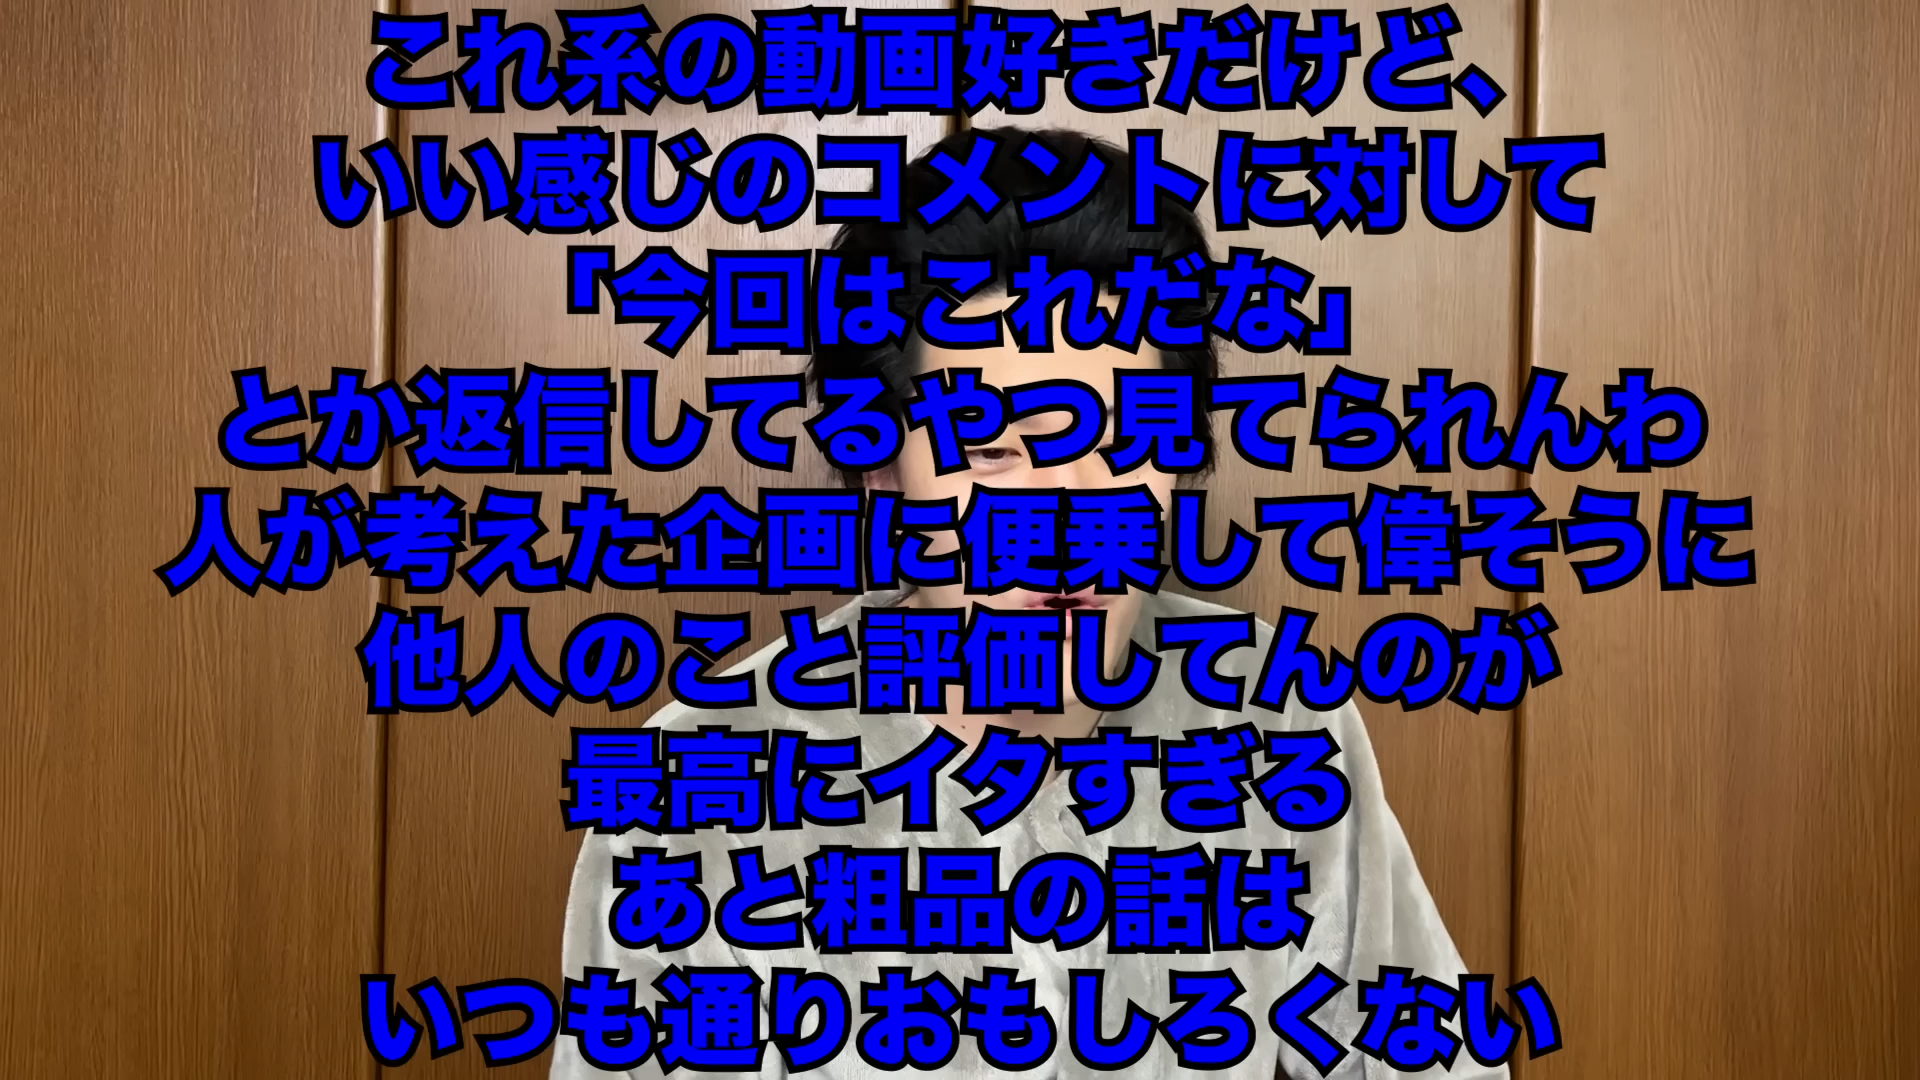 これ系の動画好きだけど、
いい感じのコメントに対して
「今回はこれだな」
とか返信してるやつ見てられんわ
人が考えた企画に便乗して偉そうに
他人のこと評価してんのが
最高にイタすぎる
あと粗品の話は
いつも通りおもしろくない